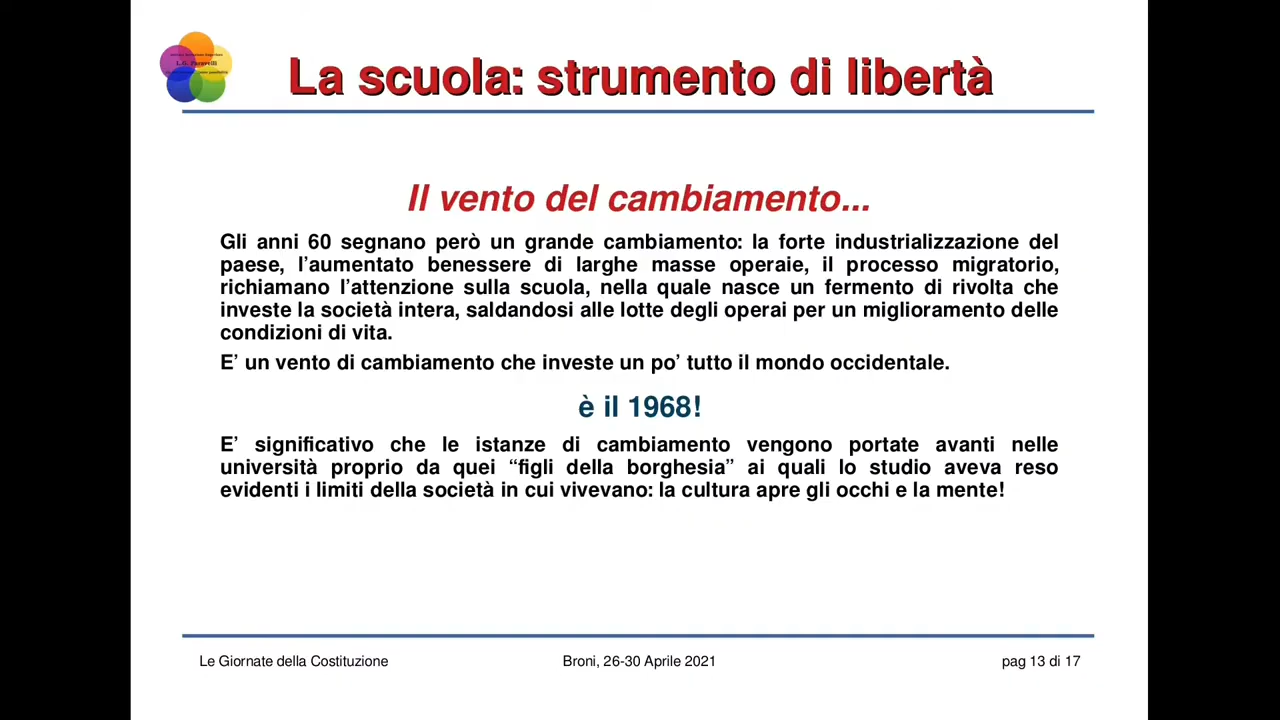 L.G. Faravelli
La scuola: strumento di libertà
Il vento del cambiamento...
Gli anni 60 segnano però un grande cambiamento: la forte industrializzazione del
paese, l’aumentato benessere di larghe masse operaie, il processo migratorio,
richiamano l’attenzione sulla scuola, nella quale nasce un fermento di rivolta che
investe la società intera, saldandosi alle lotte degli operai per un miglioramento delle
condizioni di vita.
E’ un vento di cambiamento che investe un po’ tutto il mondo occidentale.
è il 1968!
E’ significativo che le istanze di cambiamento vengono portate avanti nelle
università proprio da quei “figli della borghesia” ai quali lo studio aveva reso
evidenti i limiti della società in cui vivevano: la cultura apre gli occhi e la mente!
Le Giornate della Costituzione
Broni, 26-30 Aprile 2021
pag 13 di 17